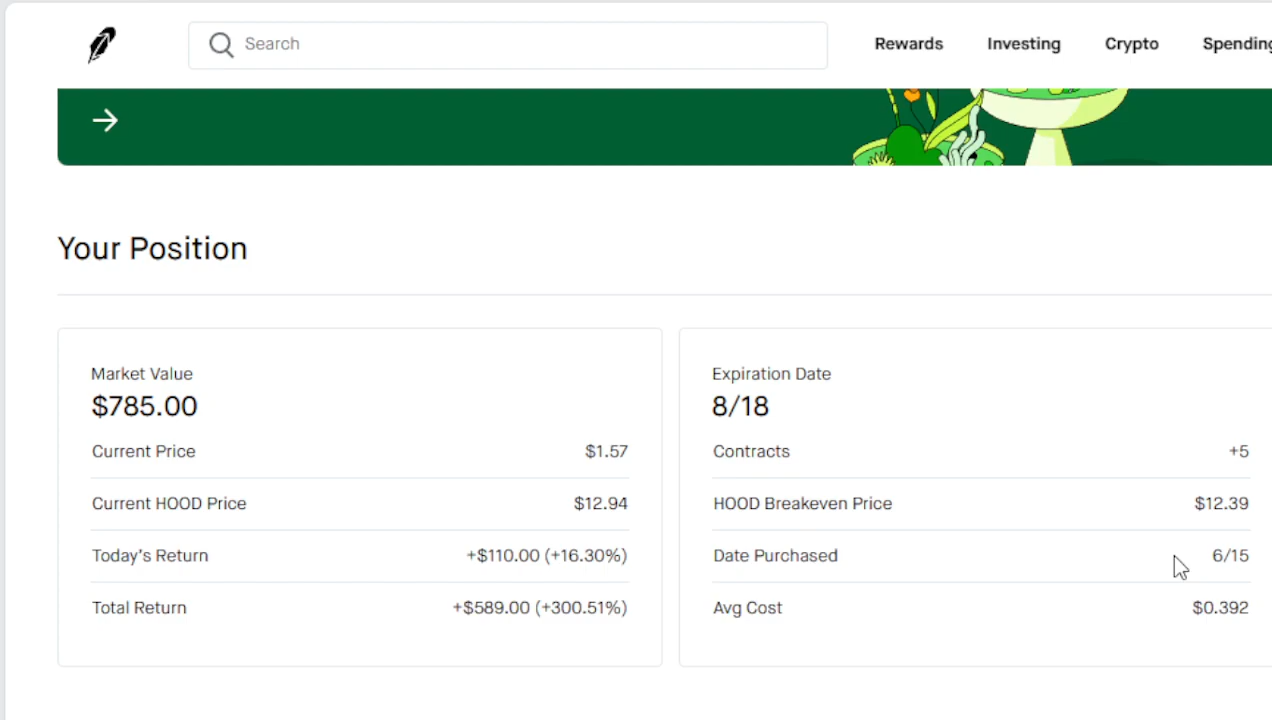 Search
Rewards Investing Crypto Spending
Your Position
Market Value
$785.00
Current Price $1.57
Current HOOD Price $12.94
Today's Return +$110.00 (+16.30%)
Total Return +$589.00 (+300.51%)
Expiration Date
8/18
Contracts +5
HOOD Breakeven Price $12.39
Date Purchased 6/15
Avg Cost $0.392